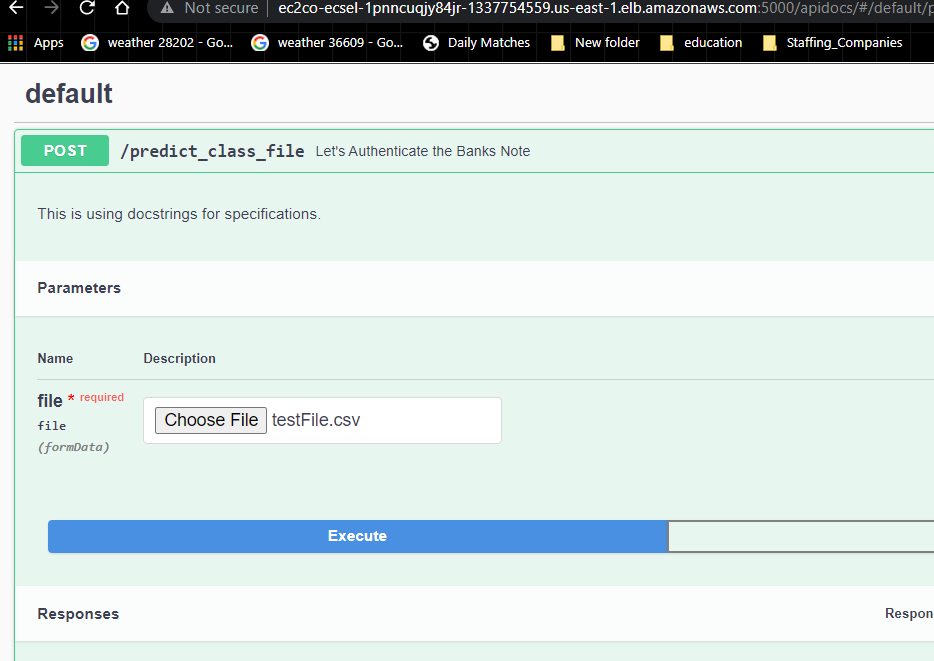 Not secure ec2co-ecsel-1pnncuqjy84jr-1337754559.us-east-1.elb.amazonaws.com:5000/apidocs/#/default/p
Apps weather 28202 - Go... weather 36609 - Go... Daily Matches New folder education Staffing_Companies
default
POST /predict_class_file Let's Authenticate the Banks Note
This is using docstrings for specifications.
Parameters
Name Description
file * required
file
(formData)
Choose File testFile.csv
Execute
Responses Respon